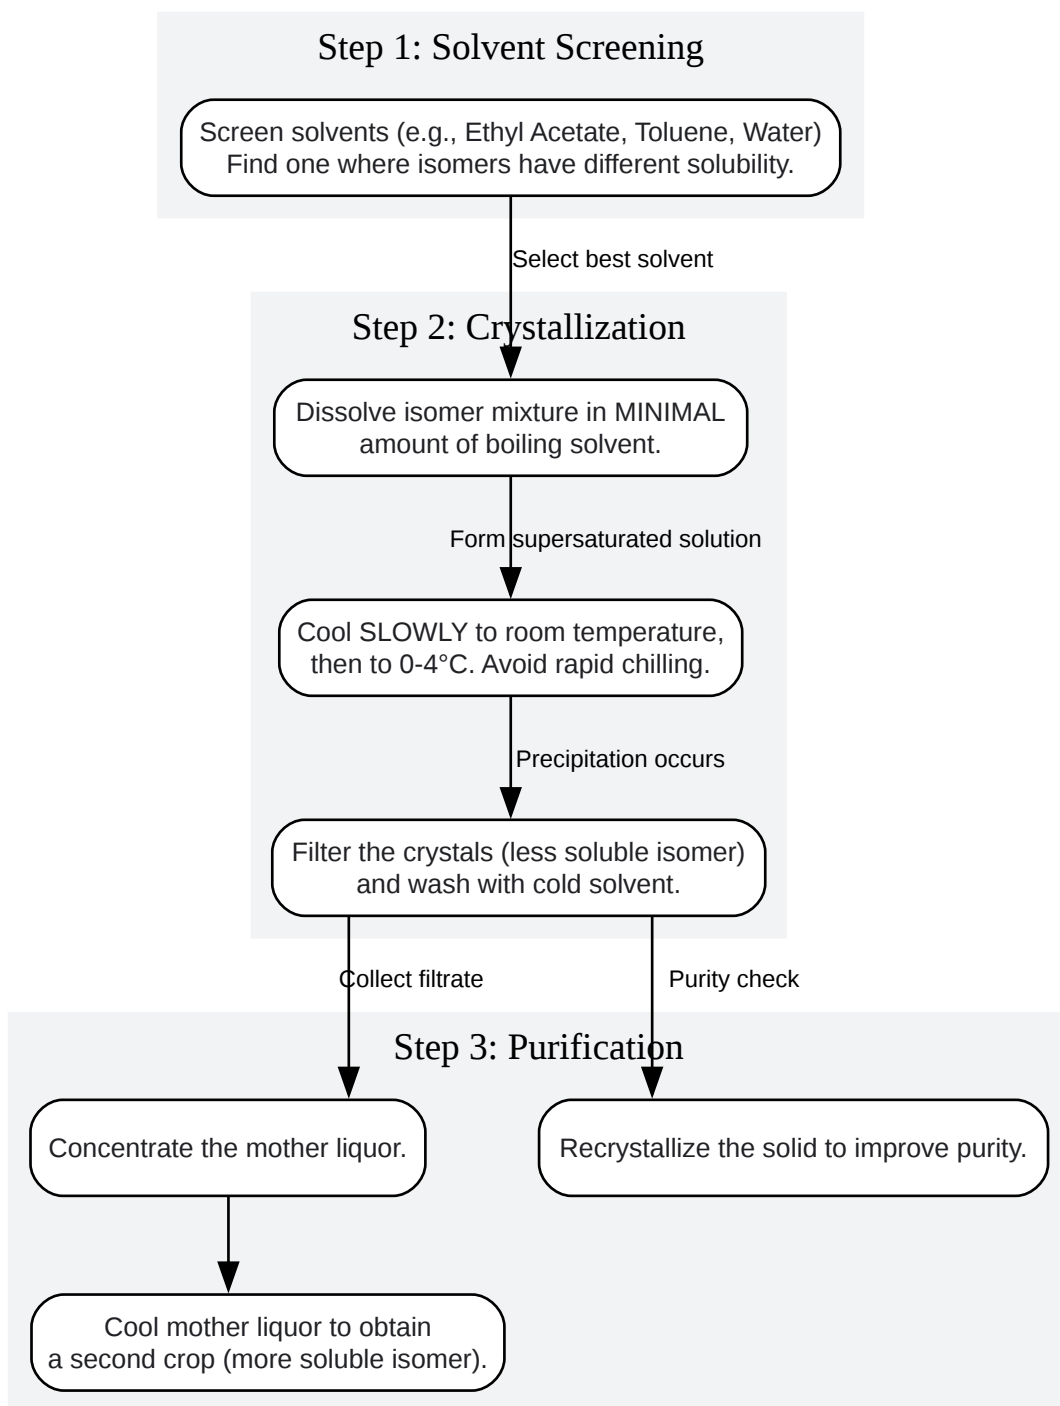 Step 1: Solvent Screening
Screen solvents (e.g., Ethyl Acetate, Toluene, Water)
Find one where isomers have different solubility.
Select best solvent
Step 2: Crystallization
Dissolve isomer mixture in MINIMAL
amount of boiling solvent.
Form supersaturated solution
Cool SLOWLY to room temperature,
then to 0-4°C. Avoid rapid chilling.
Precipitation occurs
Filter the crystals (less soluble isomer)
and wash with cold solvent.
Collect filtrate
Purity check
Step 3: Purification
Concentrate the mother liquor.
Recrystallize the solid to improve purity.
Cool mother liquor to obtain
a second crop (more soluble isomer).